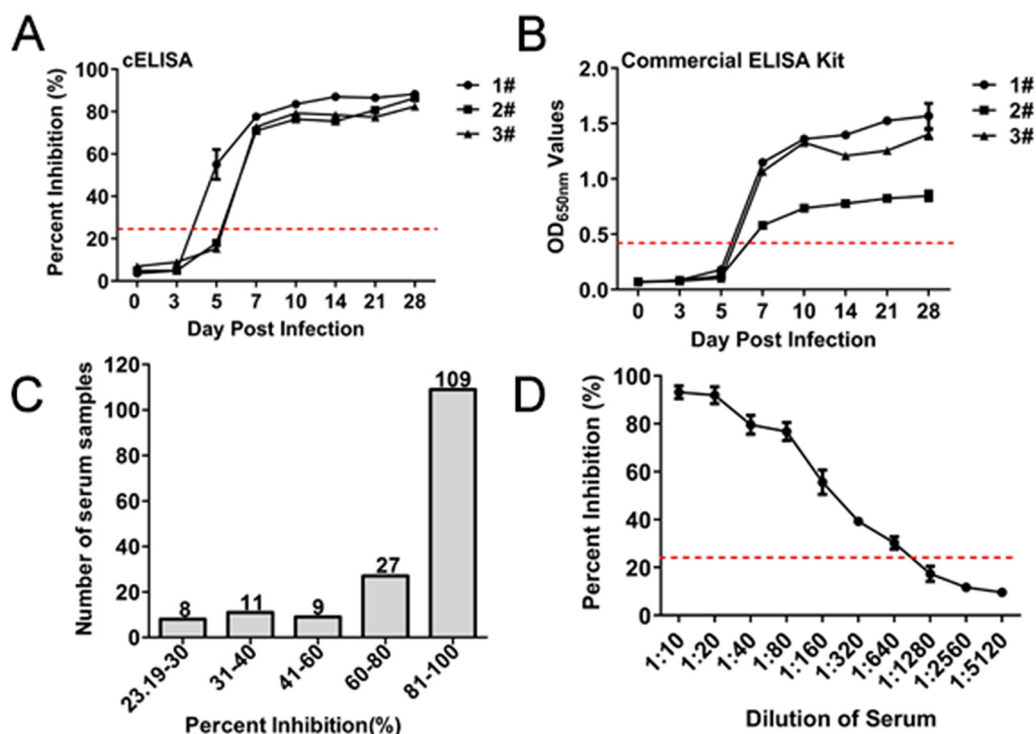 A
cELISA
Percent Inhibition (%)
100
80
60
40
20
0
0 3 5 7 10 14 21 28
Day Post Infection
1#
2#
3#
B
Commercial ELISA Kit
OD650nm Values
2.0
1.5
1.0
0.5
0.0
0 3 5 7 10 14 21 28
Day Post Infection
1#
2#
3#
C
Number of serum samples
120
100
80
60
40
20
0
8 11 9 27 109
23.19-30 31-40 41-60 60-80 81-100
Percent Inhibition(%)
D
Percent Inhibition (%)
100
80
60
40
20
0
1:10 1:20 1:40 1:80 1:160 1:320 1:640 1:1280 1:2560 1:5120
Dilution of Serum